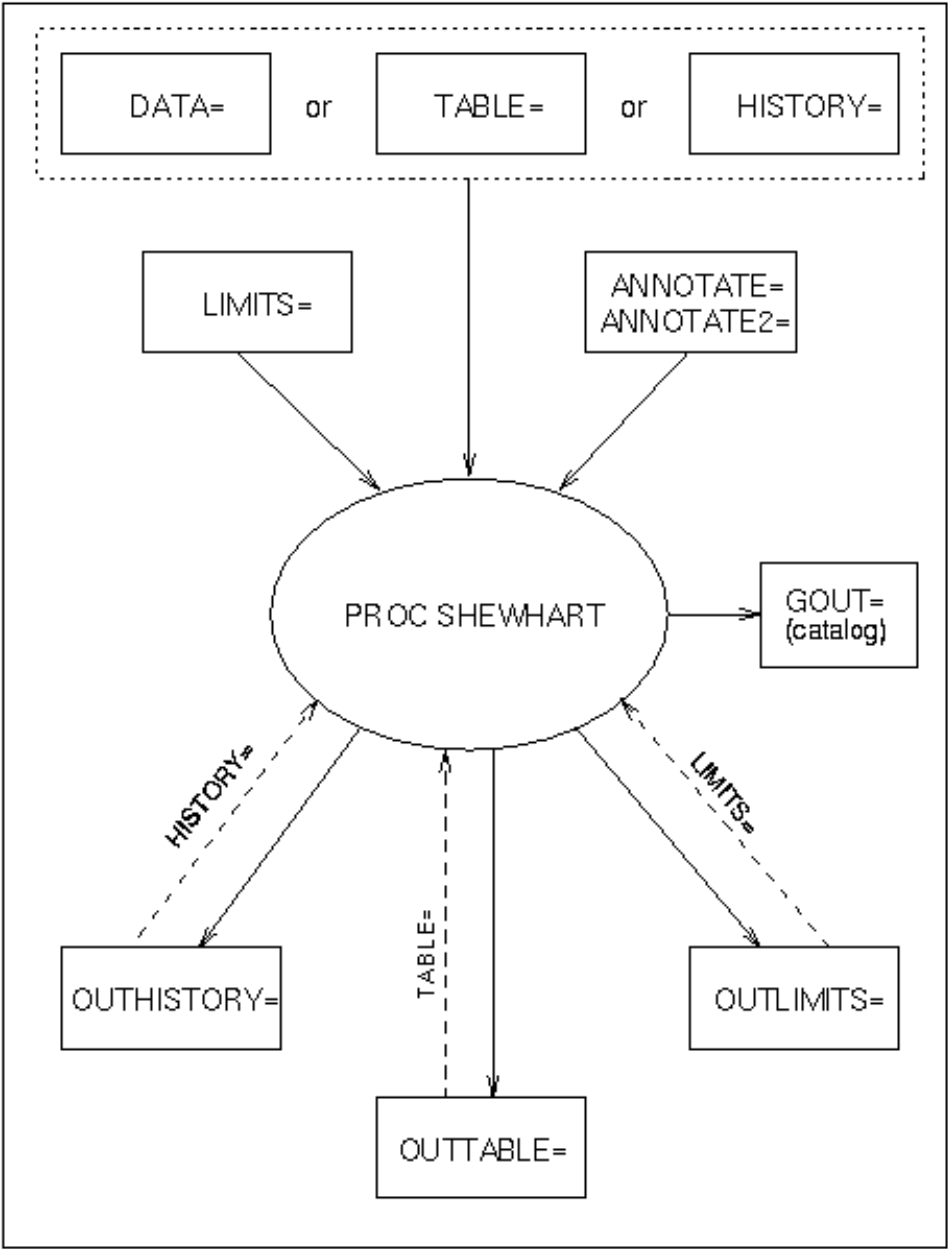 DATA= or TABLE= or HISTORY=
LIMITS=
ANNOTATE=
ANNOTATE2=
PROC SHEWHART
GOUT=
(catalog)
HISTORY=
LIMITS=
TABLE=
OUTHISTORY=
OUTLIMITS=
OUTTABLE=